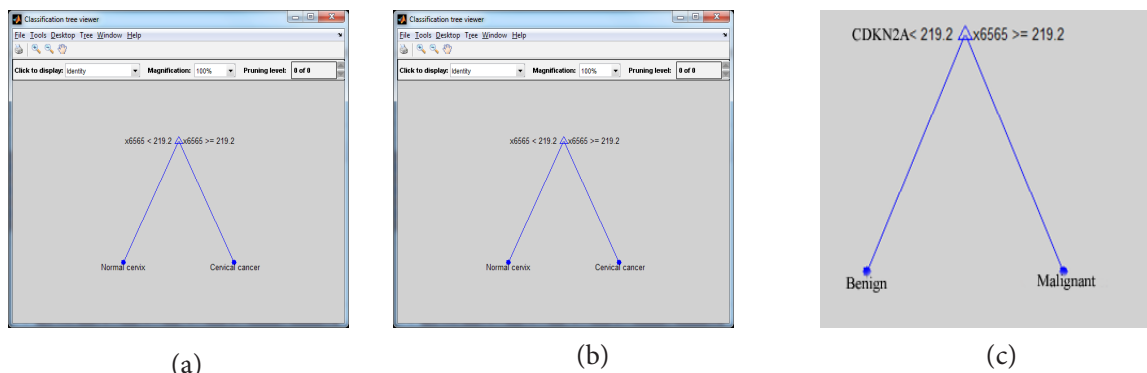 Classification tree viewer
File Tools Desktop Tree Window Help
Click to display: Identity Magnification: 100% Pruning level: 0 of 0
x6565 < 219.2 x6565 >= 219.2
Normal cervix Cervical cancer
(a)
Classification tree viewer
File Tools Desktop Tree Window Help
Click to display: Identity Magnification: 100% Pruning level: 0 of 0
x6565 < 219.2 x6565 >= 219.2
Normal cervix Cervical cancer
(b)
CDKN2A< 219.2 x6565 >= 219.2
Benign Malignant
(c)